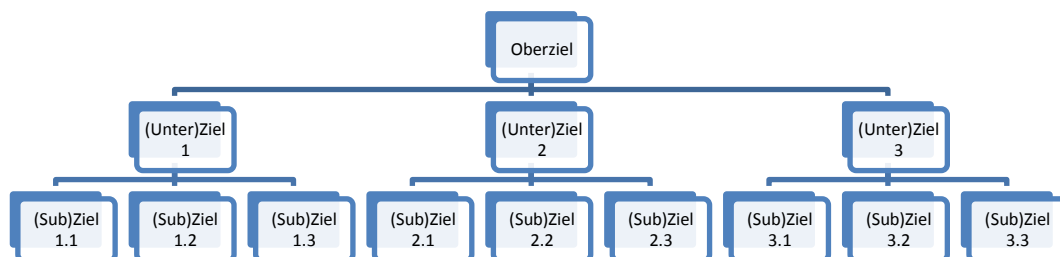 Oberziel
(Unter)Ziel
1
(Unter)Ziel
2
(Unter)Ziel
3
(Sub)Ziel
1.1
(Sub)Ziel
1.2
(Sub)Ziel
1.3
(Sub)Ziel
2.1
(Sub)Ziel
2.2
(Sub)Ziel
2.3
(Sub)Ziel
3.1
(Sub)Ziel
3.2
(Sub)Ziel
3.3